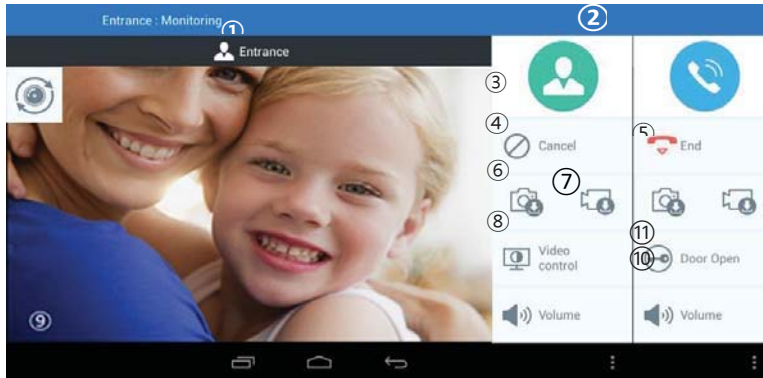 Entrance : Monitoring
①
②
Entrance
③
④
Cancel
⑤
End
⑥
⑦
⑧
Video
control
⑪
⑩
Door Open
⑨
Volume
Volume